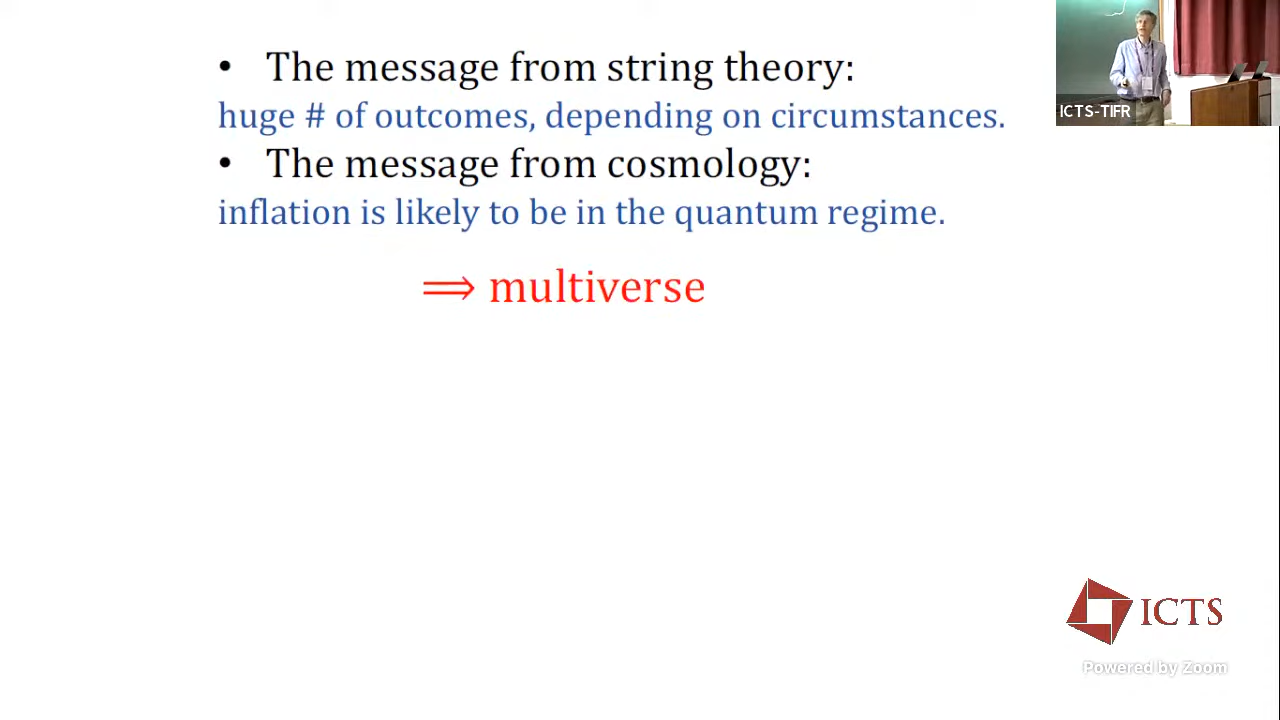 • The message from string theory:
huge # of outcomes, depending on circumstances.
• The message from cosmology:
inflation is likely to be in the quantum regime.
⟹ multiverse
ICTS-TIFR
ICTS
Powered by Zoom